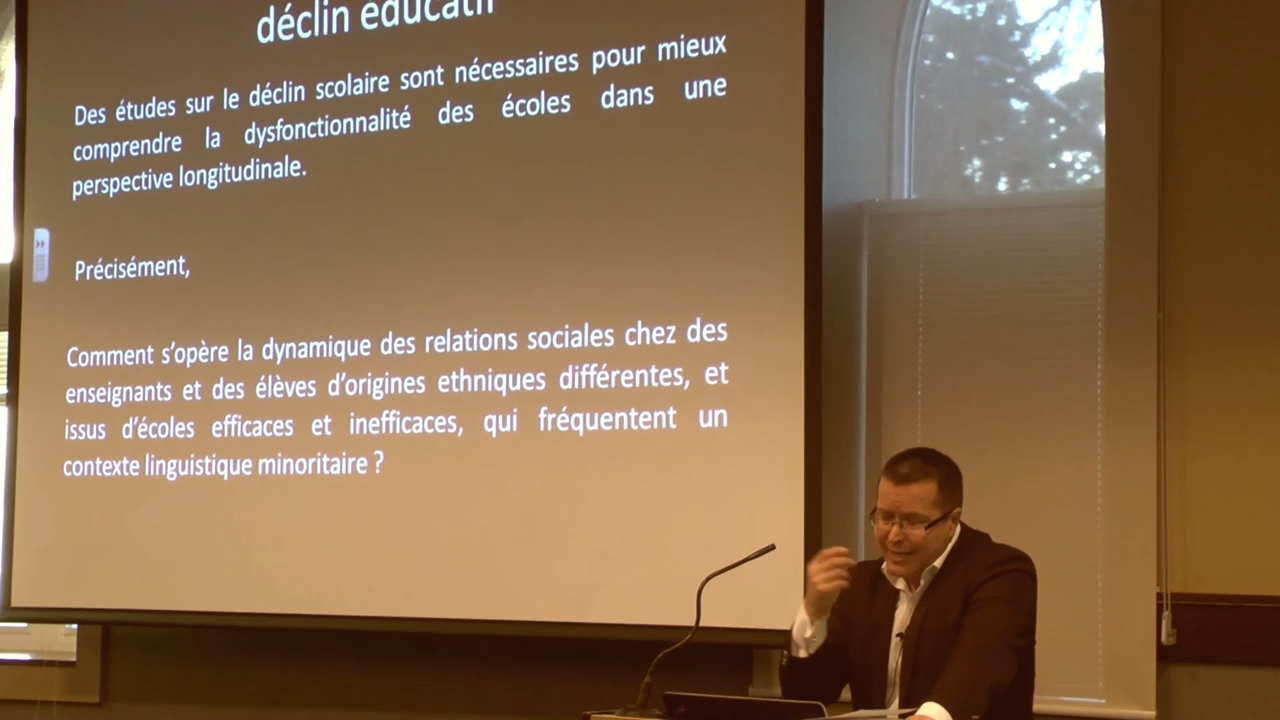 déclin éducatif
Des études sur le déclin scolaire sont nécessaires pour mieux
comprendre la dysfonctionnalité des écoles dans une
perspective longitudinale.
Précisément,
Comment s’opère la dynamique des relations sociales chez des
enseignants et des élèves d’origines ethniques différentes, et
issus d’écoles efficaces et inefficaces, qui fréquentent un
contexte linguistique minoritaire ?